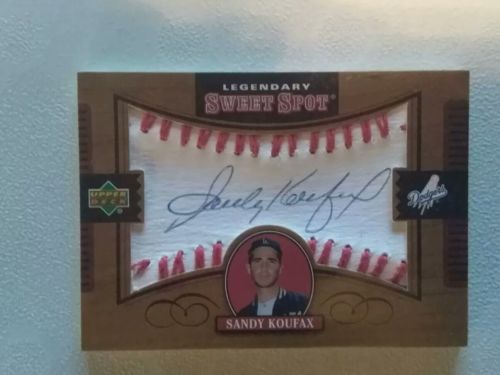 LEGENDARY
SWEET SPOT
Sandy Koufax
UPPER
DECK
Dodgers
SANDY KOUFAX